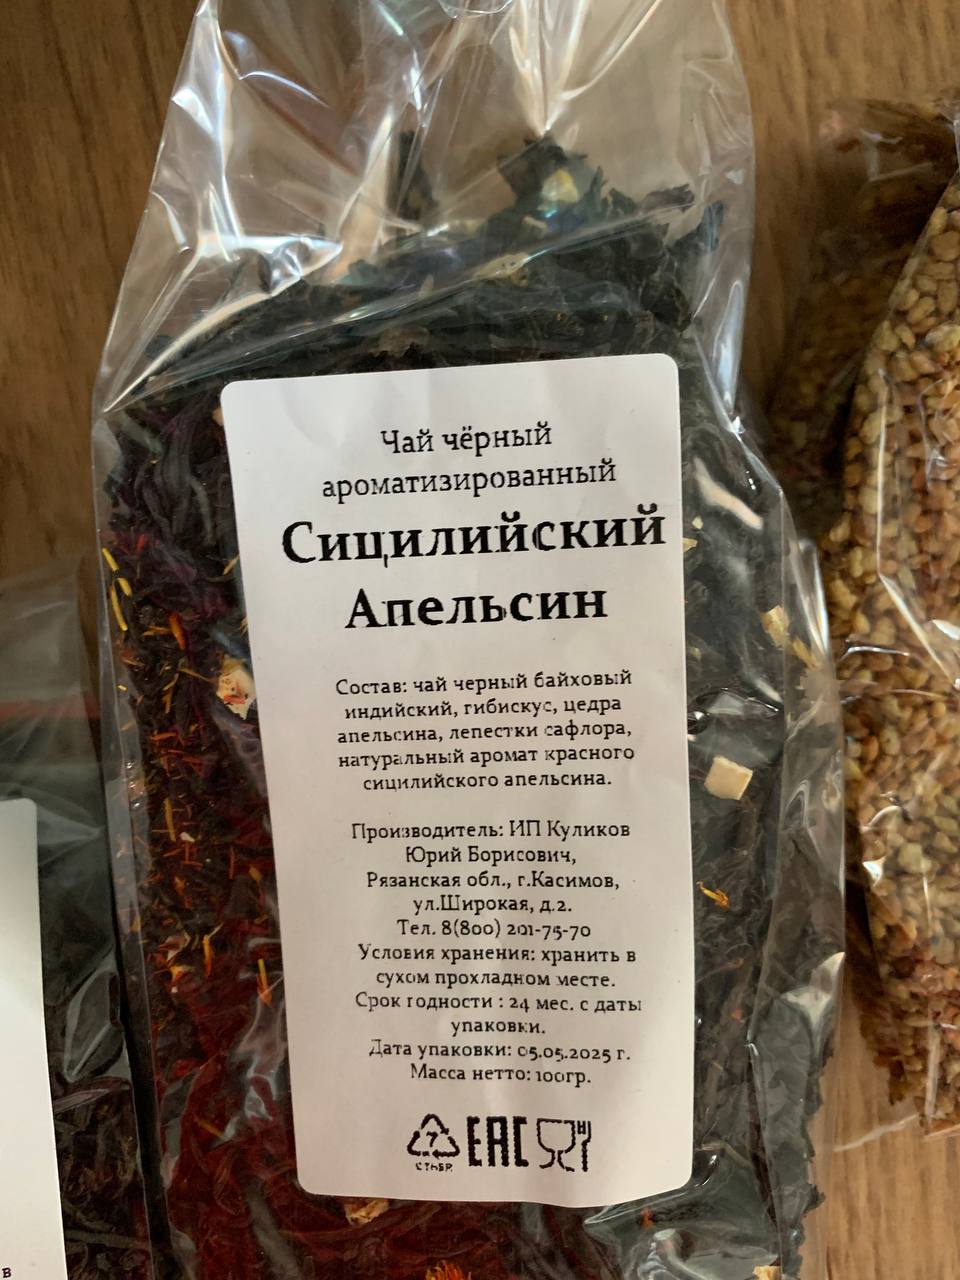 Чай чёрный
ароматизированный
Сицилийский
Апельсин
Состав: чай черный байховый
индийский, гибискус, цедра
апельсина, лепестки сафлора,
натуральный аромат красного
сицилийского апельсина.
Производитель: ИП Куликов
Юрий Борисович,
Рязанская обл., г.Касимов,
ул.Широкая, д.2.
Тел. 8(800) 201-75-70
Условия хранения: хранить в
сухом прохладном месте.
Срок годности : 24 мес. с даты
упаковки.
Дата упаковки: 05.05.2025 г.
Масса нетто: 100гр.
7 EAC
в